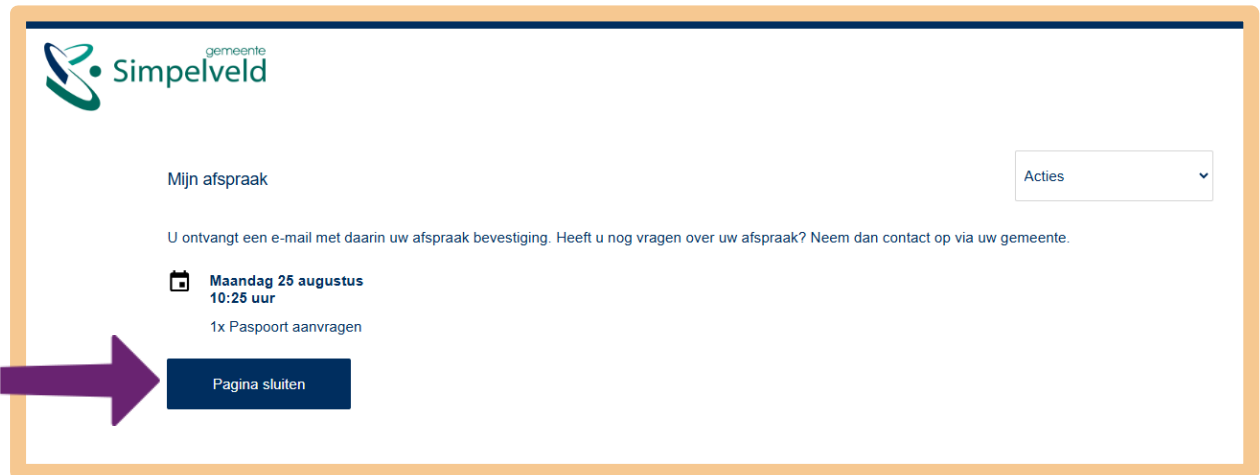 gemeente
Simpelveld
Mijn afspraak
Acties
U ontvangt een e-mail met daarin uw afspraak bevestiging. Heeft u nog vragen over uw afspraak? Neem dan contact op via uw gemeente.
Maandag 25 augustus
10:25 uur
1x Paspoort aanvragen
Pagina sluiten